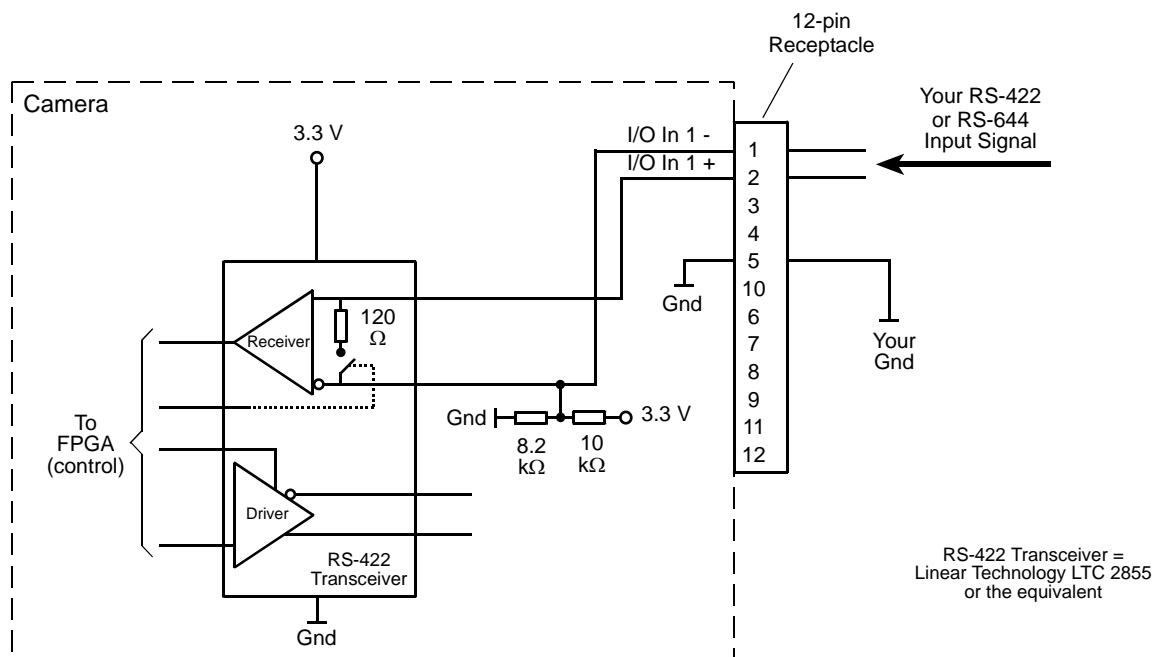 12-pin
Receptacle
Camera
Your RS-422
or RS-644
Input Signal
3.3 V
I/O In 1 -
I/O In 1 +
1
2
3
4
5
10
6
7
8
9
11
12
Gnd
Your
Gnd
120
Ω
Receiver
To
FPGA
(control)
Gnd
3.3 V
8.2
kΩ
10
kΩ
Driver
RS-422
Transceiver
Gnd
RS-422 Transceiver =
Linear Technology LTC 2855
or the equivalent